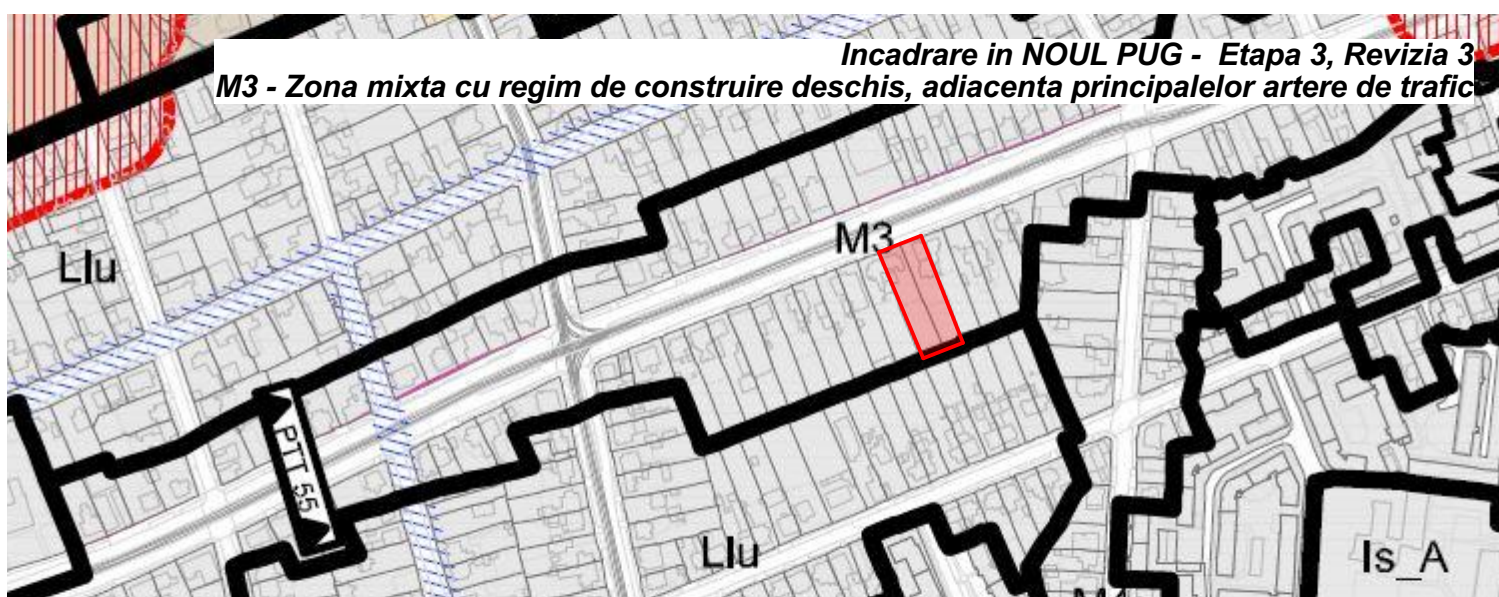 Incadrare in NOUL PUG - Etapa 3, Revizia 3
M3 - Zona mixta cu regim de construire deschis, adiacenta principalelor artere de trafic
M3
LIu
PTT 55
LIu
Is_A